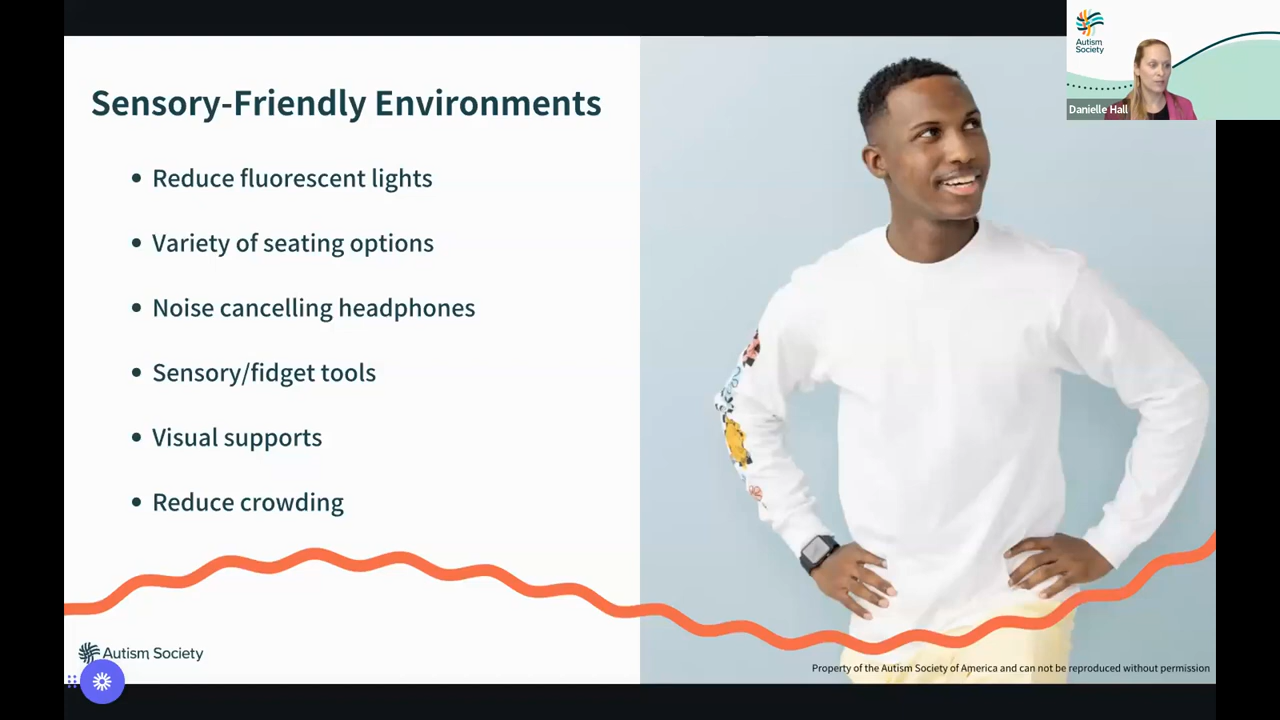 Autism
Society
Danielle Hall
Sensory-Friendly Environments
• Reduce fluorescent lights
• Variety of seating options
• Noise cancelling headphones
• Sensory/fidget tools
• Visual supports
• Reduce crowding
Autism Society
Property of the Autism Society of America and can not be reproduced without permission